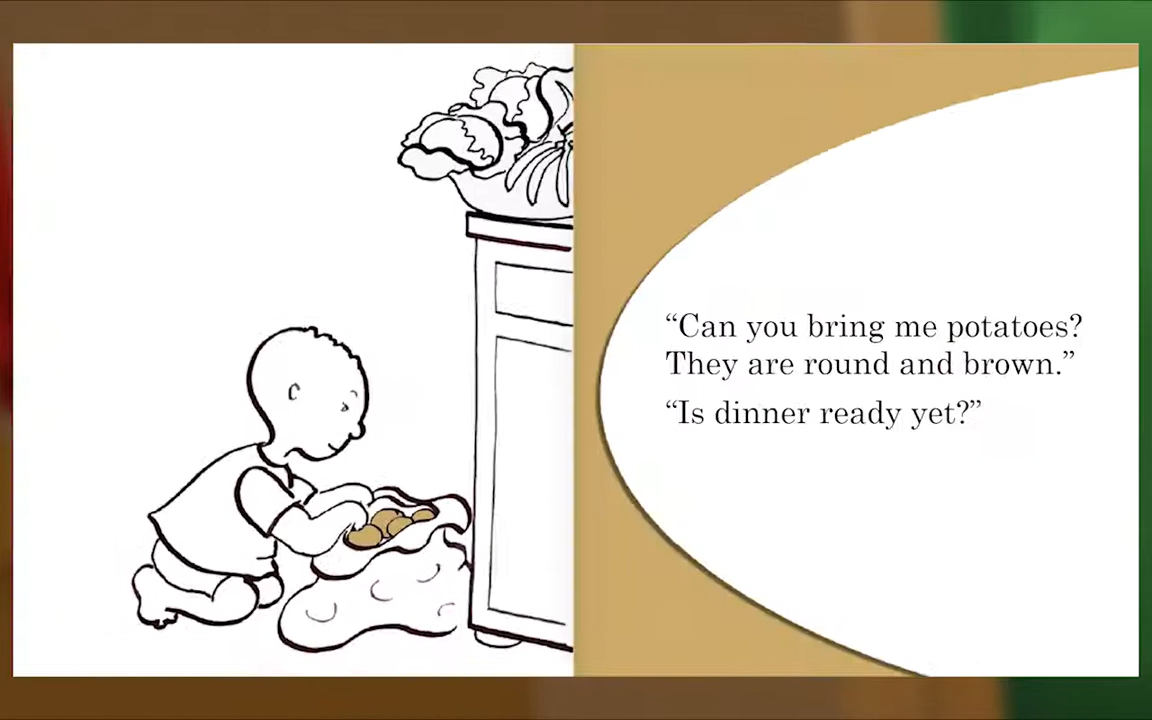 “Can you bring me potatoes?
They are round and brown.”
“Is dinner ready yet?”